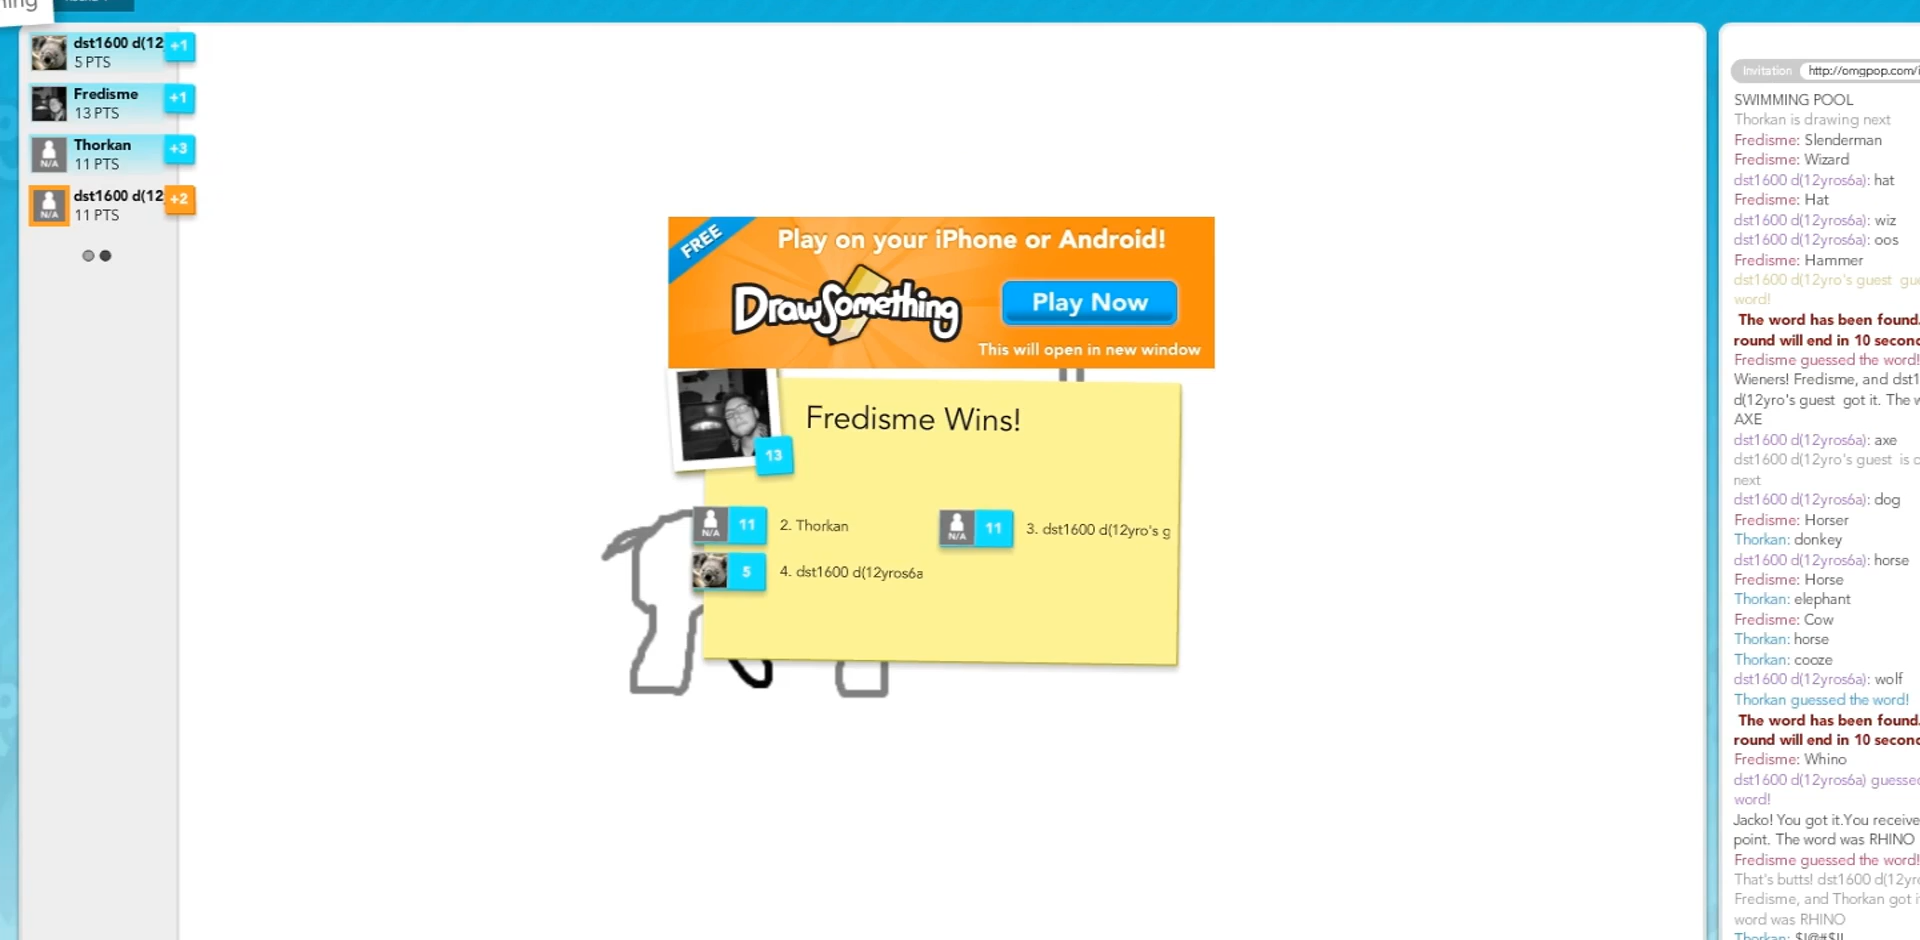 dst1600 d(12 +1
5 PTS
Fredisme +1
13 PTS
N/A
Thorkan +3
11 PTS
N/A
dst1600 d(12 +2
11 PTS
FREE
Play on your iPhone or Android!
DrawSomething
Play Now
This will open in new window
Fredisme Wins!
13
N/A 11 2. Thorkan
N/A 11 3. dst1600 d(12yro's g
5 4. dst1600 d(12yros6a
Invitation http://omgpop.com/i
SWIMMING POOL
Thorkan is drawing next
Fredisme: Slenderman
Fredisme: Wizard
dst1600 d(12yros6a): hat
Fredisme: Hat
dst1600 d(12yros6a): wiz
dst1600 d(12yros6a): oos
Fredisme: Hammer
dst1600 d(12yro's guest gue
word!
The word has been found.
round will end in 10 second
Fredisme guessed the word!
Wieners! Fredisme, and dst1
d(12yro's guest got it. The w
AXE
dst1600 d(12yros6a): axe
dst1600 d(12yro's guest is d
next
dst1600 d(12yros6a): dog
Fredisme: Horser
Thorkan: donkey
dst1600 d(12yros6a): horse
Fredisme: Horse
Thorkan: elephant
Fredisme: Cow
Thorkan: horse
Thorkan: cooze
dst1600 d(12yros6a): wolf
Thorkan guessed the word!
The word has been found.
round will end in 10 second
Fredisme: Whino
dst1600 d(12yros6a) guessed
word!
Jacko! You got it.You receive
point. The word was RHINO
Fredisme guessed the word!
That's butts! dst1600 d(12yr
Fredisme, and Thorkan got i
word was RHINO
Thorkan: $!@#$!!